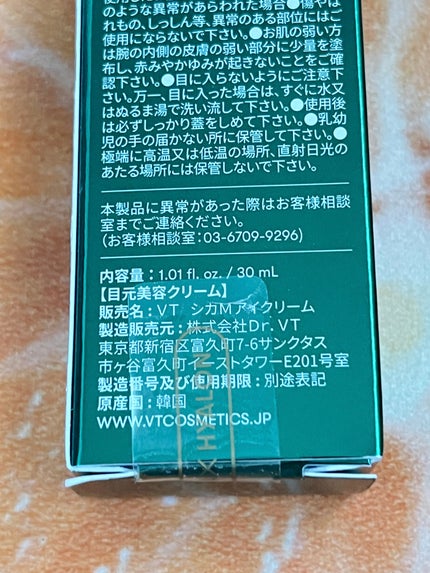 のような異常があらわれた場合●傷やは
れもの、しっしん等、異常のある部位にはご
使用にならないで下さい。●お肌の弱い方
は腕の内側の皮膚の弱い部分に少量を塗
布し、赤みやかゆみが起きないことをご確
認下さい。●目に入らないようにご注意下
さい。万一、目に入った場合は、すぐに水又
はぬるま湯で洗い流して下さい。●使用後
は必ずしっかり蓋をしめて下さい。●乳幼
児の手の届かない所に保管して下さい。●
極端に高温又は低温の場所、直射日光の
あたる場所には保管しないで下さい。
本製品に異常があった際はお客様相談
室までご連絡ください。
(お客様相談室:03-6709-9296)
内容量:1.01 fl. oz. / 30 mL
【目元美容クリーム】
販売名:VT シカMアイクリーム
製造販売元:株式会社Dr. VT
東京都新宿区富久町7-6サンクタス
市ヶ谷富久町イーストタワーE201号室
製造番号及び使用期限:別途表記
原産国:韓国
WWW.VTCOSMETICS.JP